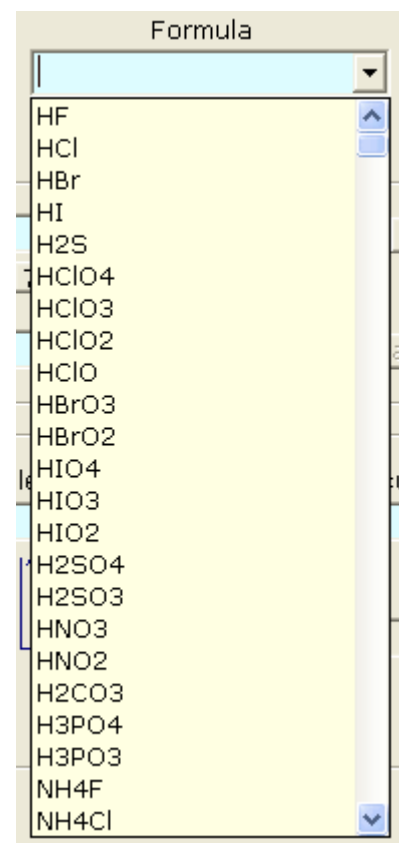 Formula
HF
HCl
HBr
HI
H2S
HClO4
HClO3
HClO2
HClO
HBrO3
HBrO2
HIO4
HIO3
HIO2
H2SO4
H2SO3
HNO3
HNO2
H2CO3
H3PO4
H3PO3
NH4F
NH4Cl